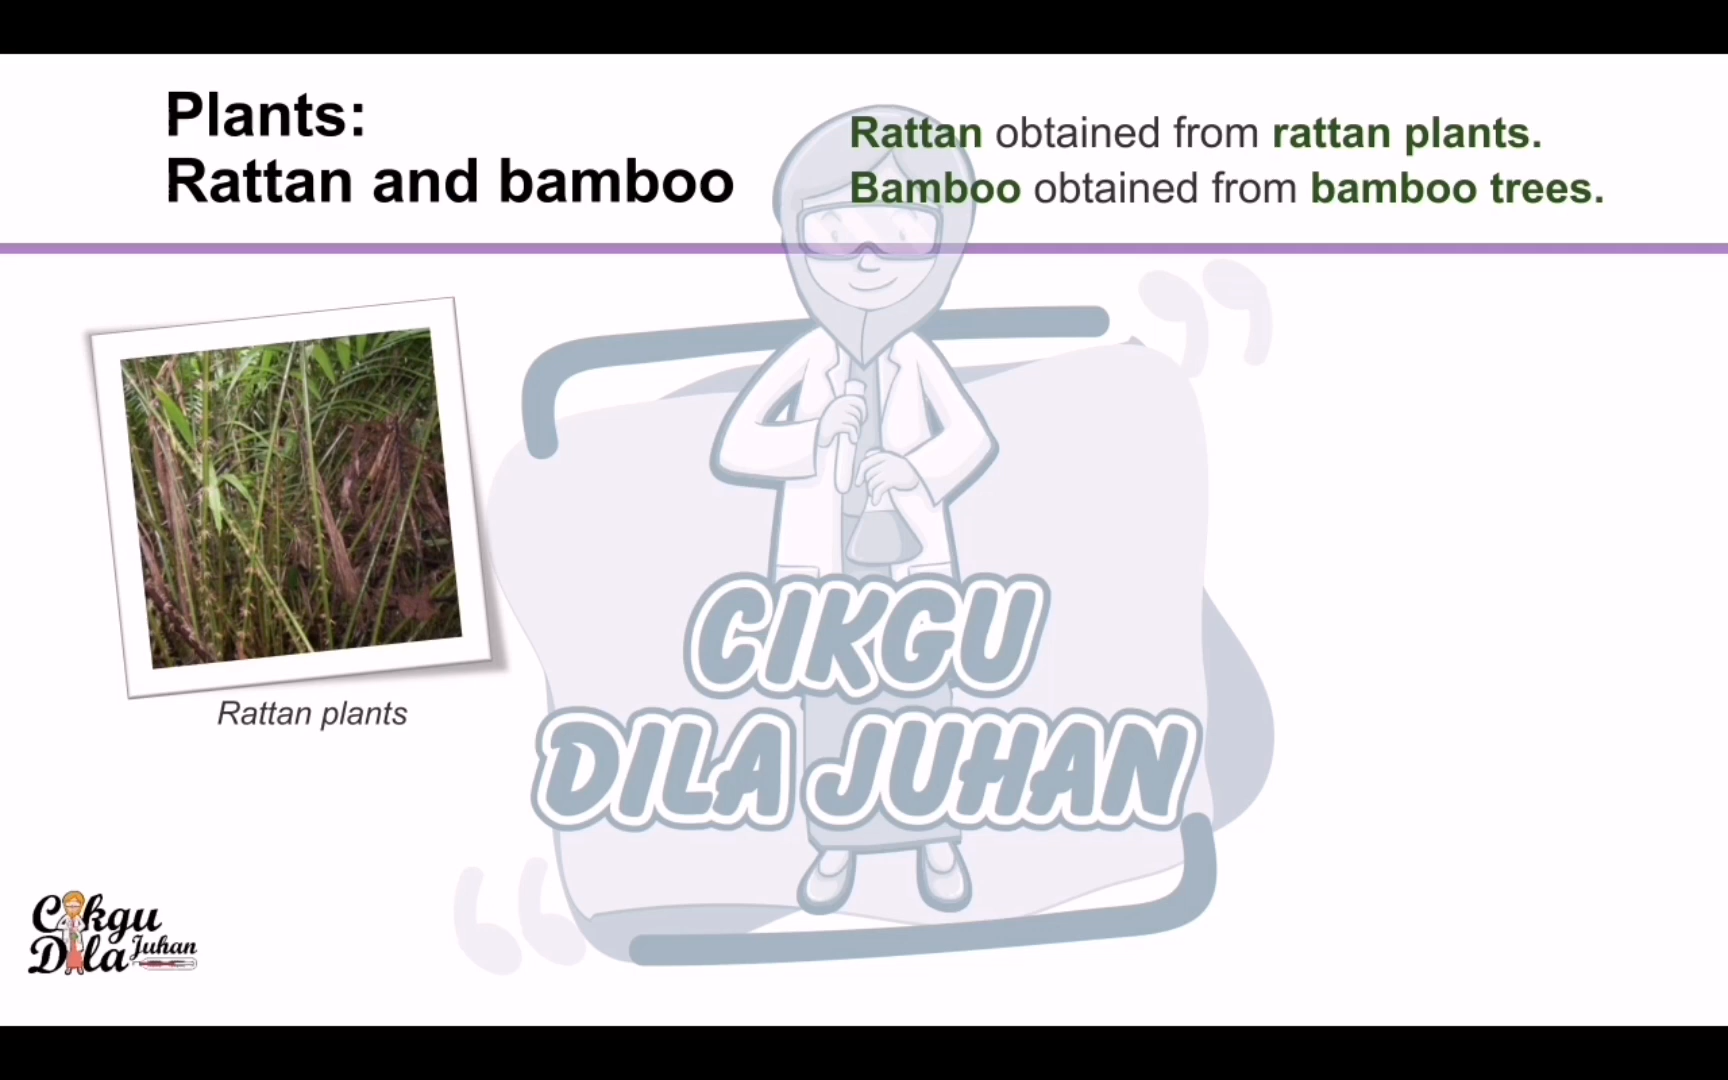 Plants:
Rattan and bamboo
Rattan obtained from rattan plants.
Bamboo obtained from bamboo trees.
Rattan plants
CIKGU
DILA JUHAN
Cikgu
Dila Juhan